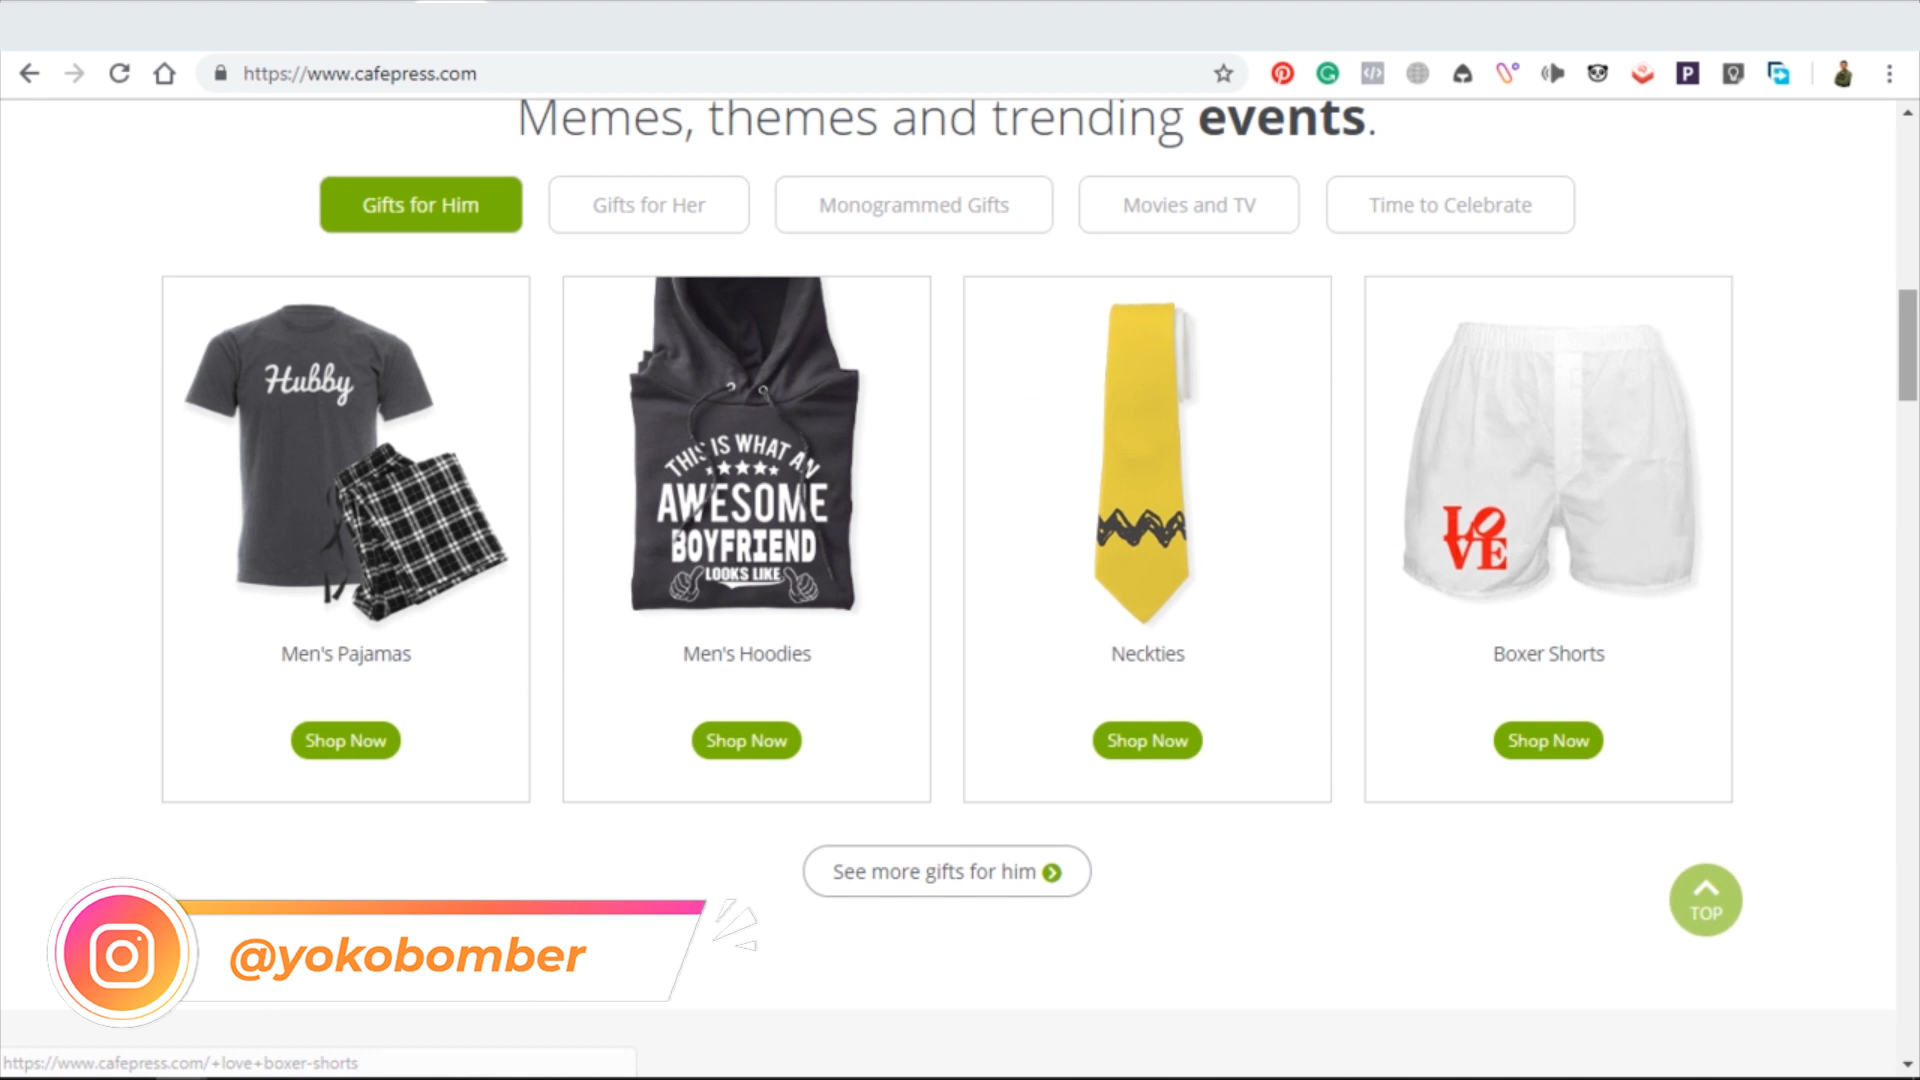 https://www.cafepress.com
Memes, themes and trending events.
Gifts for Him
Gifts for Her
Monogrammed Gifts
Movies and TV
Time to Celebrate
Hubby
THIS IS WHAT AN
AWESOME
BOYFRIEND
LOOKS LIKE
LO
VE
Men's Pajamas
Men's Hoodies
Neckties
Boxer Shorts
Shop Now
Shop Now
Shop Now
Shop Now
See more gifts for him
TOP
@yokobomber
https://www.cafepress.com/+love+boxer-shorts